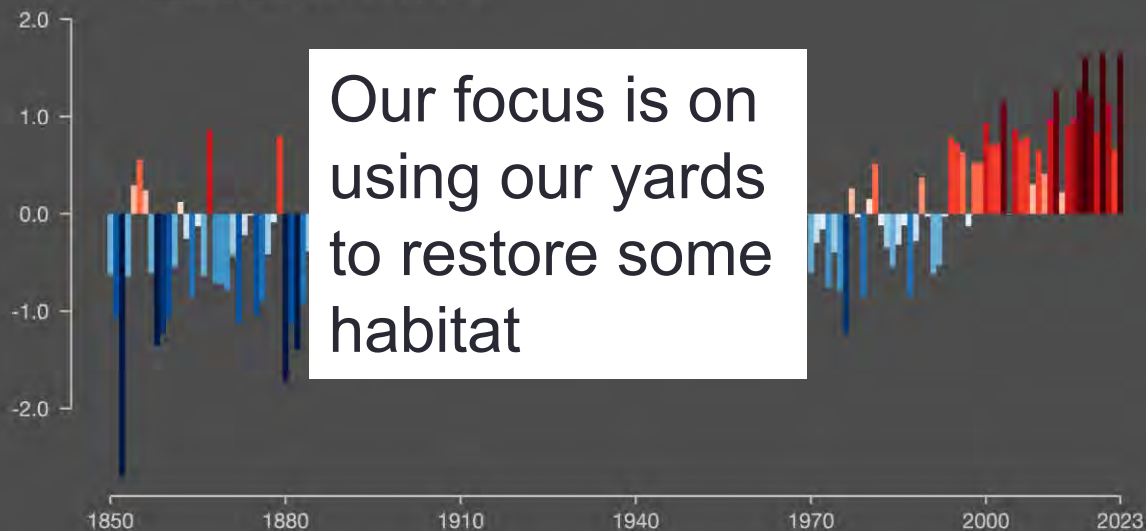 2.0
1.0
0.0
-1.0
-2.0
Our focus is on
using our yards
to restore some
habitat
1850 1880 1910 1940 1970 2000 2023